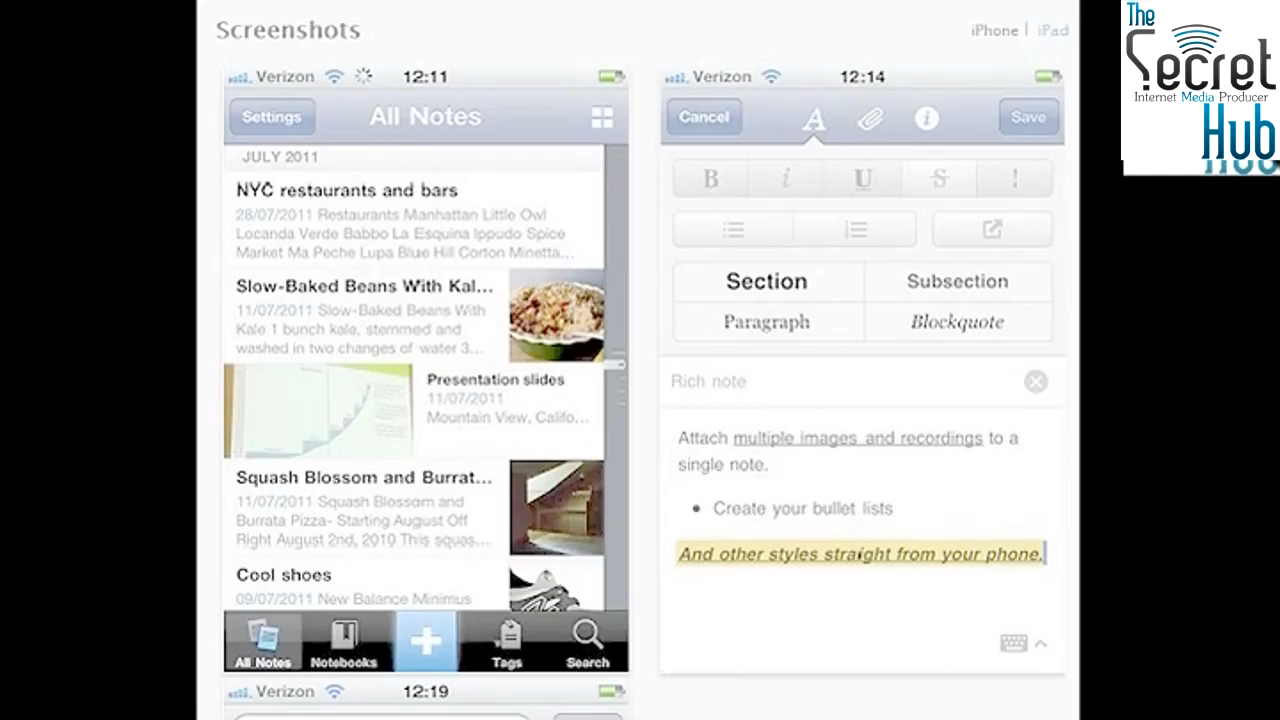 Screenshots
iPhone | iPad
The Secret
Internet Media Producer
Hub
Verizon 12:11
Settings All Notes
JULY 2011
NYC restaurants and bars
28/07/2011 Restaurants Manhattan Little Owl
Locanda Verde Babbo La Esquina Ippudo Spice
Market Ma Peche Lupa Blue Hill Corton Minetta...
Slow-Baked Beans With Kal...
11/07/2011 Slow-Baked Beans With
Kale 1 bunch kale, stemmed and
washed in two changes of water 3...
Presentation slides
11/07/2011
Mountain View, Califo...
Squash Blossom and Burrat...
11/07/2011 Squash Blossom and
Burrata Pizza- Starting August Off
Right August 2nd, 2010 This squas...
Cool shoes
09/07/2011 New Balance Minimus
All Notes Notebooks Tags Search
Verizon 12:19
Verizon 12:14
Cancel A i Save
B i U S !
Section Subsection
Paragraph Blockquote
Rich note
Attach multiple images and recordings to a
single note.
• Create your bullet lists
And other styles straight from your phone.